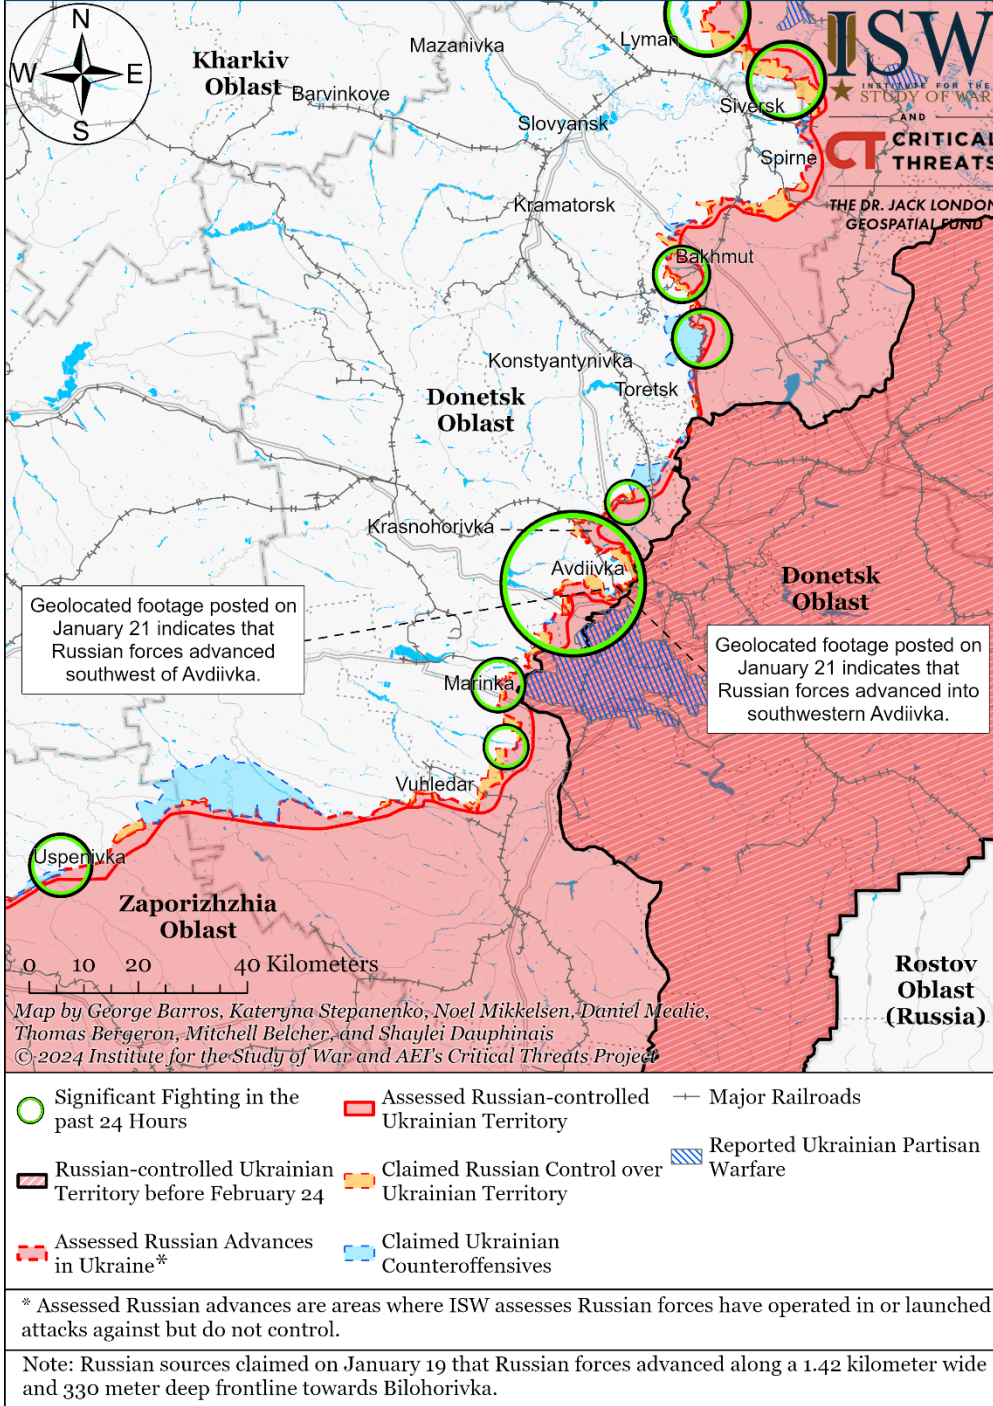 N
W
E
S
Kharkiv
Oblast
Mazanivka
Barvinkove
Lyman
Slovyansk
Siversk
Spirne
Kramatorsk
Bakhmut
ISW
INSTITUTE FOR THE
STUDY OF WAR
AND
CT CRITICAL
THREATS
THE DR. JACK LONDON
GEOSPATIAL FUND
Konstyantynivka
Toretsk
Donetsk
Oblast
Krasnohorivka
Avdiivka
Donetsk
Oblast
Geolocated footage posted on
January 21 indicates that
Russian forces advanced
southwest of Avdiivka.
Geolocated footage posted on
January 21 indicates that
Russian forces advanced into
southwestern Avdiivka.
Marinka
Vuhledar
Uspenivka
Zaporizhzhia
Oblast
Rostov
Oblast
(Russia)
0 10 20 40 Kilometers
Map by George Barros, Kateryna Stepanenko, Noel Mikkelsen, Daniel Mealie,
Thomas Bergeron, Mitchell Belcher, and Shaylei Dauphinais
© 2024 Institute for the Study of War and AEI's Critical Threats Project
Significant Fighting in the
past 24 Hours
Russian-controlled Ukrainian
Territory before February 24
Assessed Russian Advances
in Ukraine*
Assessed Russian-controlled
Ukrainian Territory
Claimed Russian Control over
Ukrainian Territory
Claimed Ukrainian
Counteroffensives
Major Railroads
Reported Ukrainian Partisan
Warfare
* Assessed Russian advances are areas where ISW assesses Russian forces have operated in or launched
attacks against but do not control.
Note: Russian sources claimed on January 19 that Russian forces advanced along a 1.42 kilometer wide
and 330 meter deep frontline towards Bilohorivka.